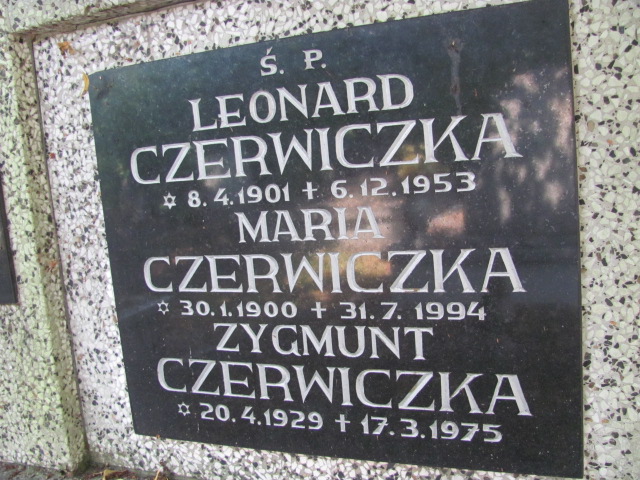 Ś. P.
LEONARD
CZERWICZKA
✡ 8.4.1901 ✝ 6.12.1953
MARIA
CZERWICZKA
✡ 30.1.1900 ✝ 31.7.1994
ZYGMUNT
CZERWICZKA
✡ 20.4.1929 ✝ 17.3.1975